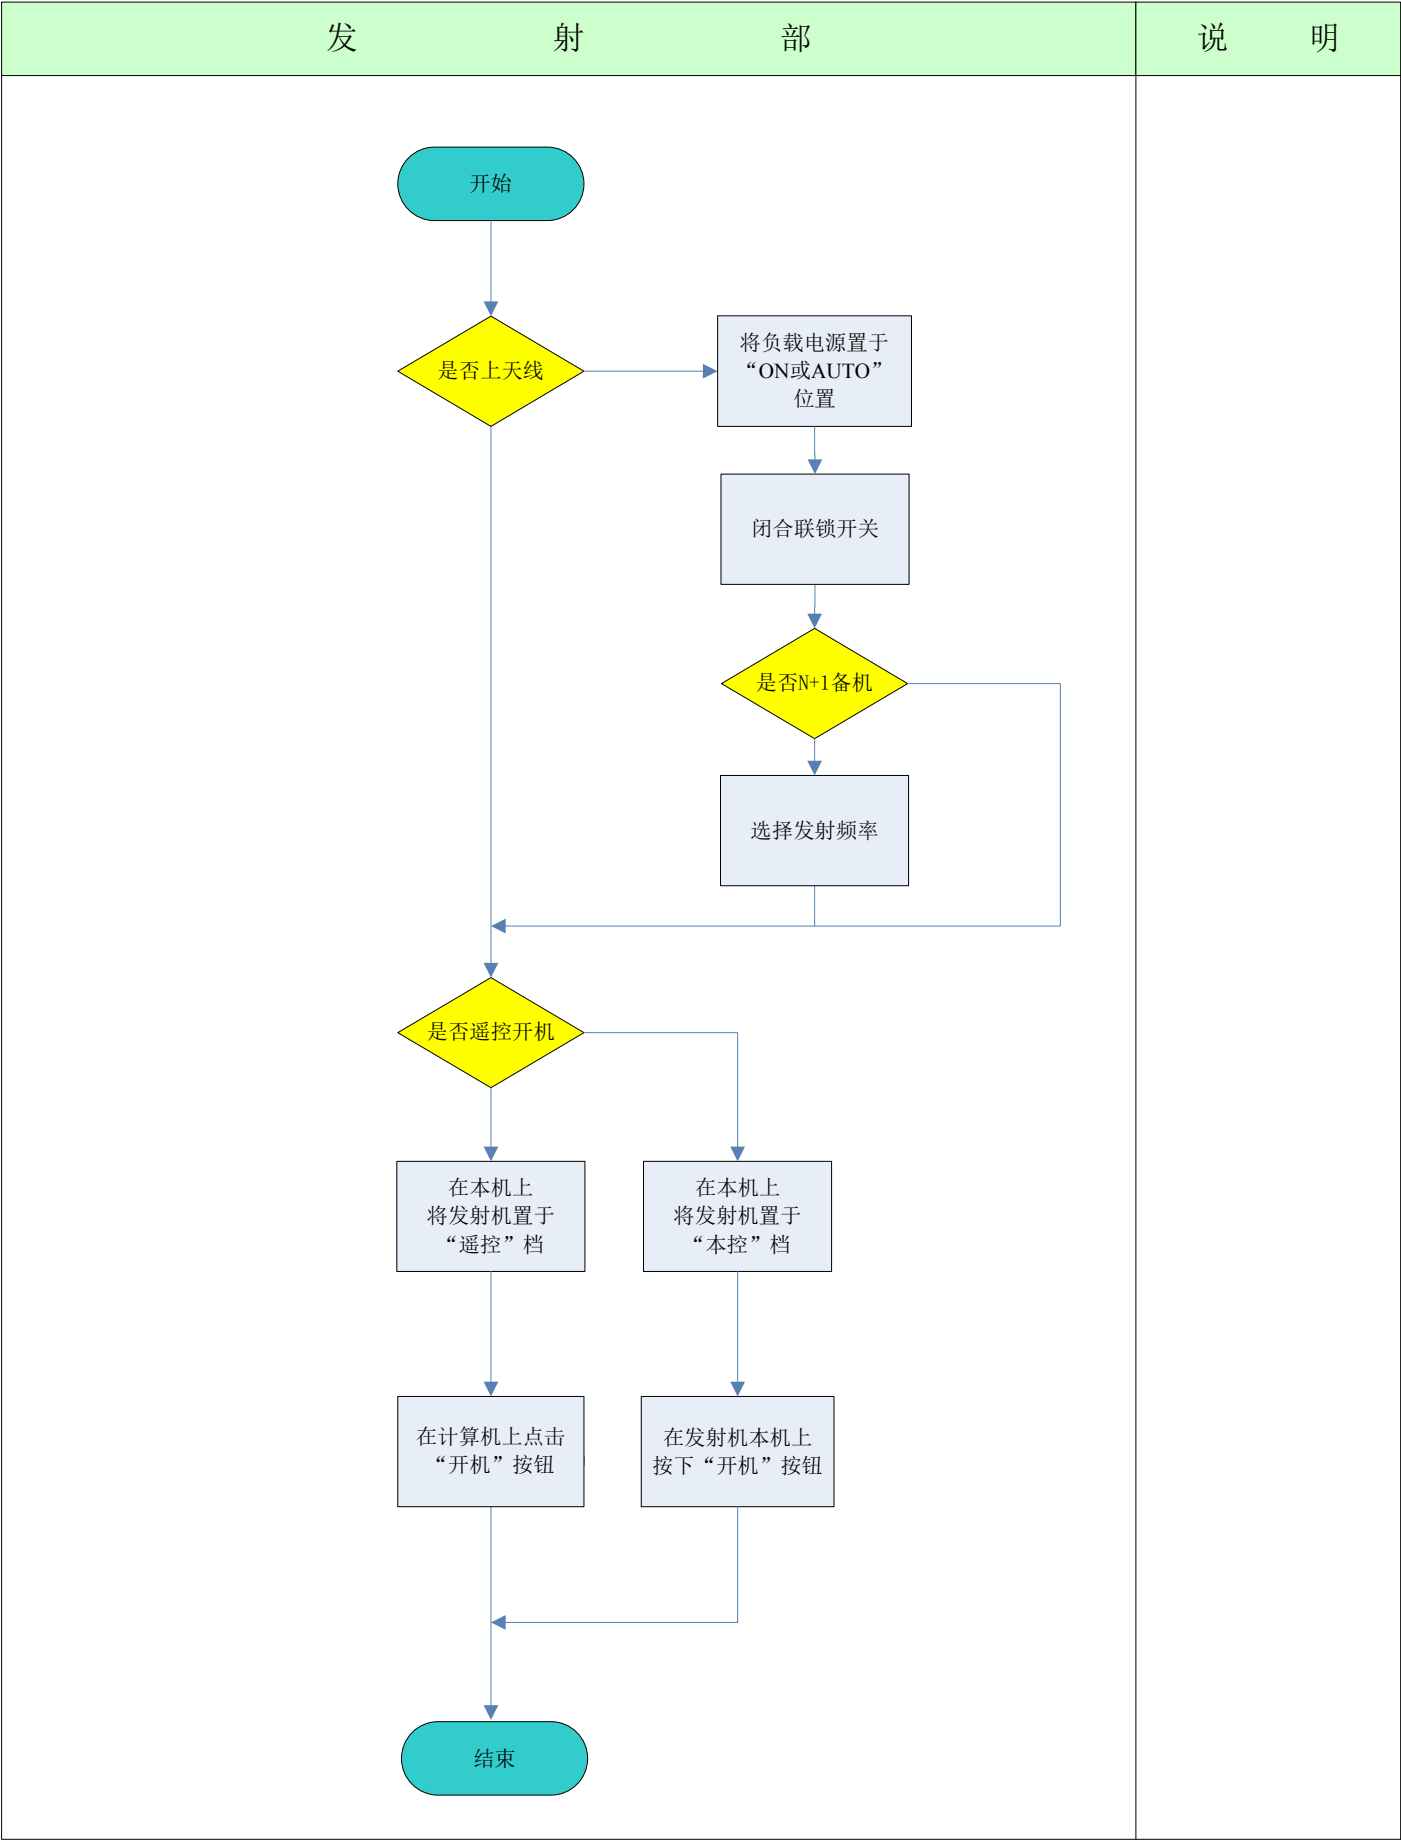 发 射 部
说 明
开始
是否上天线
将负载电源置于
“ON或AUTO”
位置
闭合联锁开关
是否N+1备机
选择发射频率
是否遥控开机
在本机上
将发射机置于
“遥控”档
在本机上
将发射机置于
“本控”档
在计算机上点击
“开机”按钮
在发射机本机上
按下“开机”按钮
结束